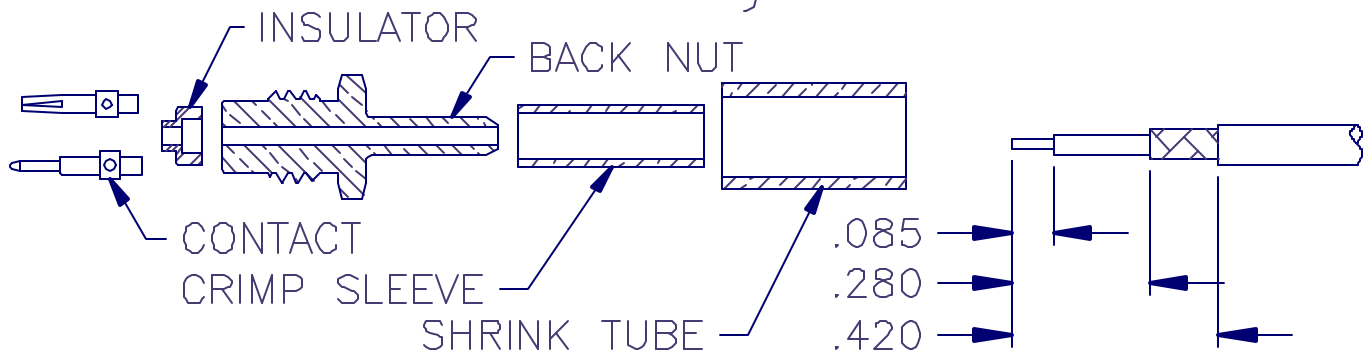 INSULATOR
BACK NUT
CONTACT
CRIMP SLEEVE
SHRINK TUBE
.085
.280
.420